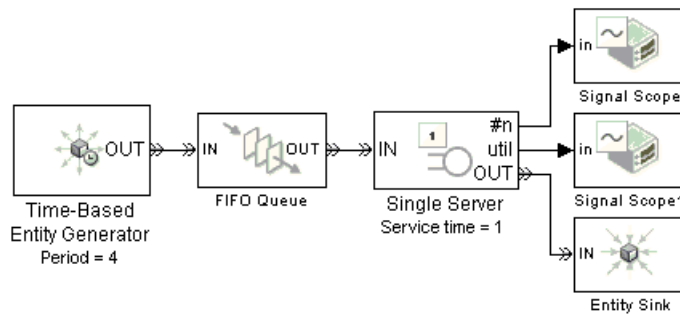 in
Signal Scope
#n
util
OUT
1
IN
Single Server
Service time = 1
OUT
Time-Based
Entity Generator
Period = 4
IN
OUT
FIFO Queue
in
Signal Scope1
IN
Entity Sink